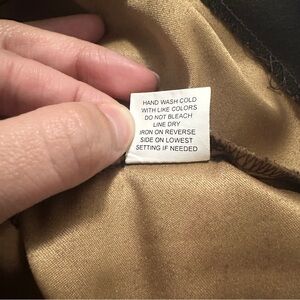 HAND WASH COLD
WITH LIKE COLORS
DO NOT BLEACH
LINE DRY
IRON ON REVERSE
SIDE ON LOWEST
SETTING IF NEEDED